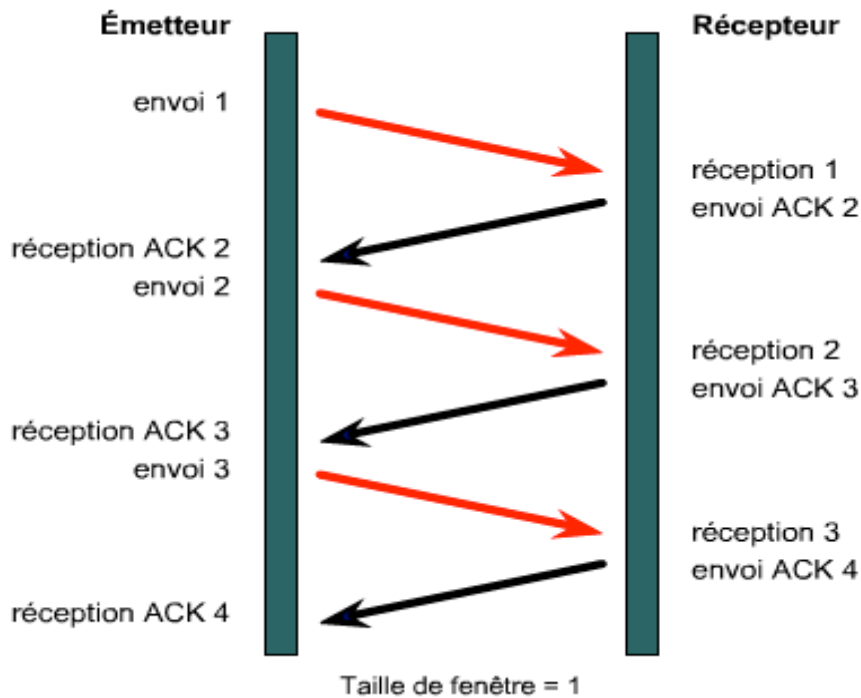 Émetteur
Récepteur
envoi 1
réception 1
envoi ACK 2
réception ACK 2
envoi 2
réception 2
envoi ACK 3
réception ACK 3
envoi 3
réception 3
envoi ACK 4
réception ACK 4
Taille de fenêtre = 1